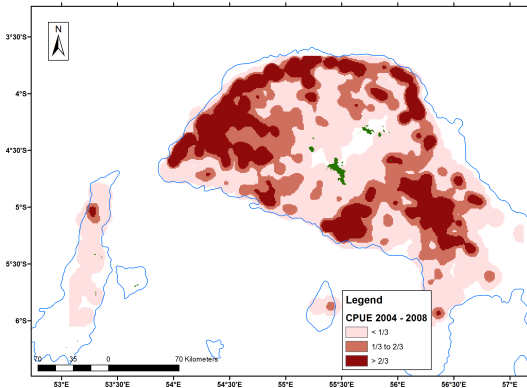 N
3°30'S
4°S
4°30'S
5°S
5°30'S
6°S
Legend
CPUE 2004 - 2008
< 1/3
1/3 to 2/3
> 2/3
70 35 0 70 Kilometers
53°E 53°30'E 54°E 54°30'E 55°E 55°30'E 56°E 56°30'E 57°E